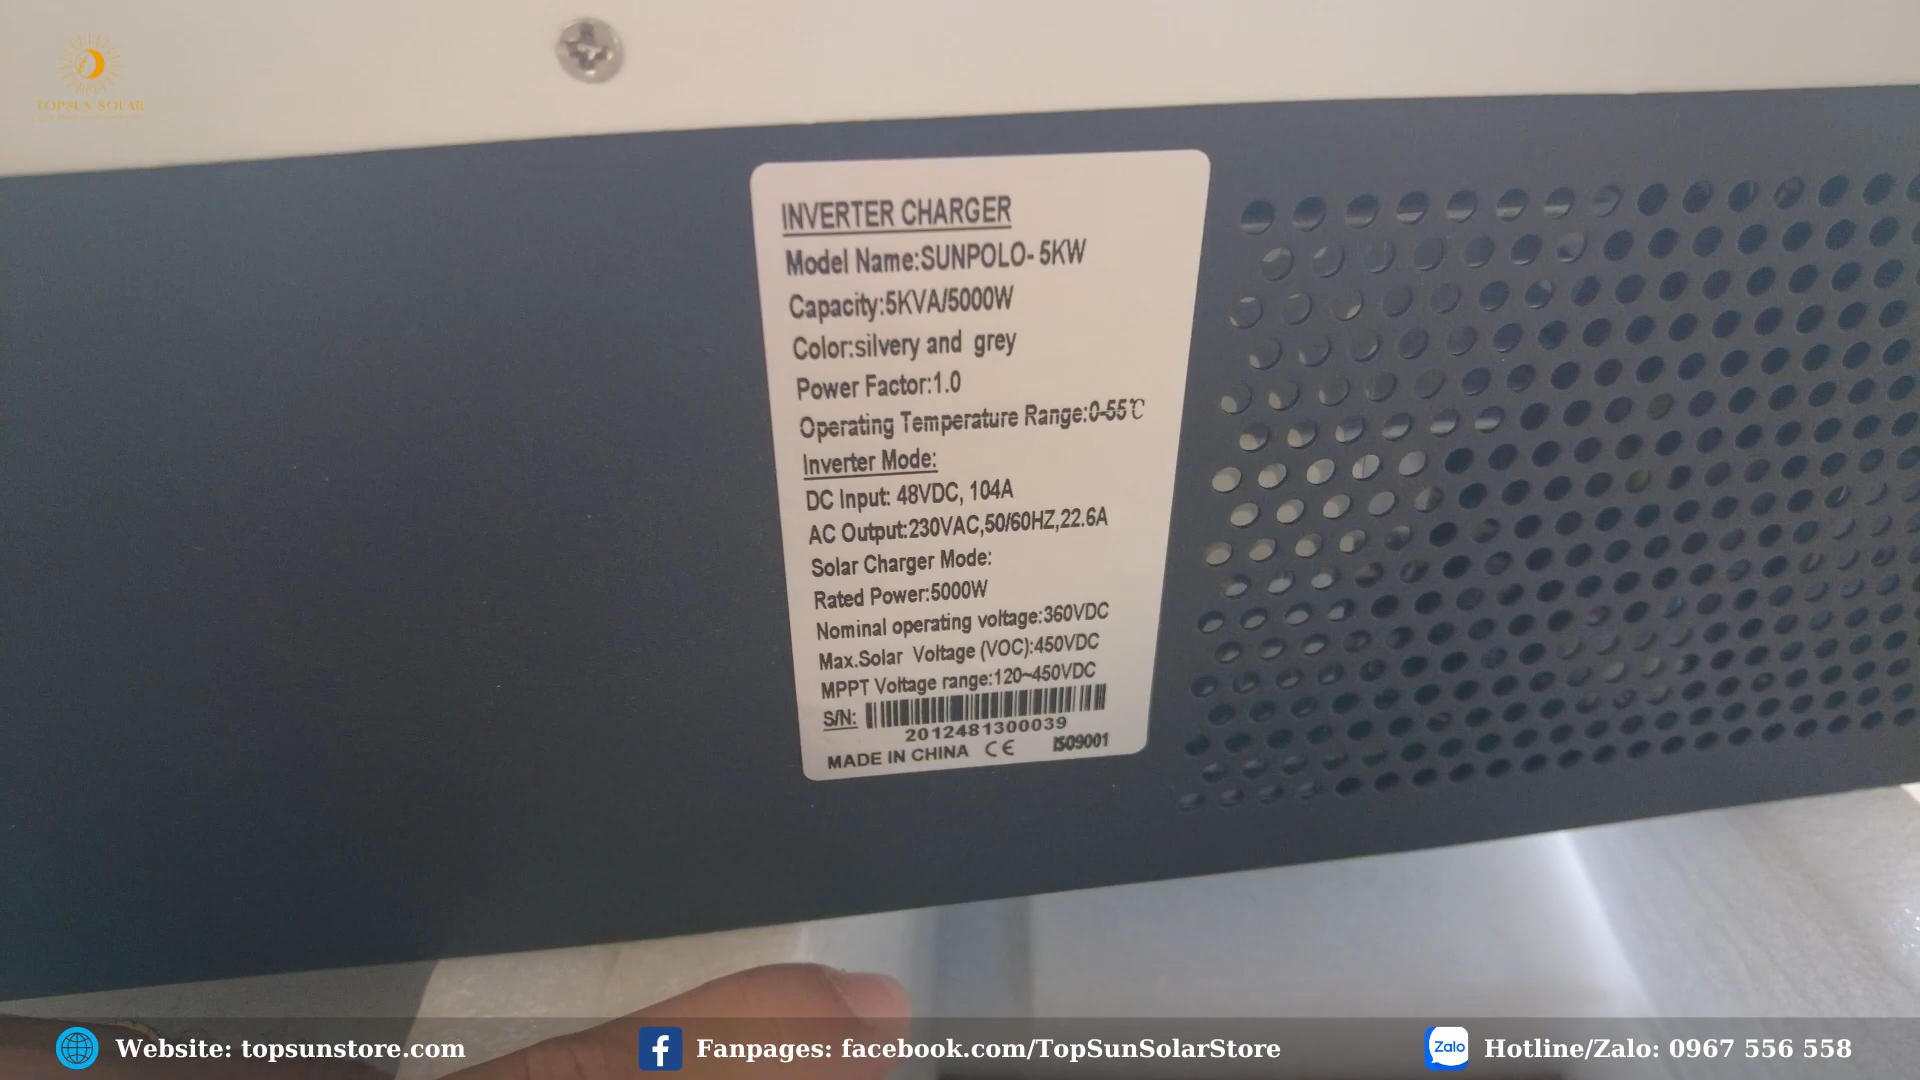 TOPSUN SOLAR
INVERTER CHARGER
Model Name:SUNPOLO- 5KW
Capacity:5KVA/5000W
Color:silvery and grey
Power Factor:1.0
Operating Temperature Range:0-55℃
Inverter Mode:
DC Input: 48VDC, 104A
AC Output:230VAC,50/60HZ,22.6A
Solar Charger Mode:
Rated Power:5000W
Nominal operating voltage:360VDC
Max.Solar Voltage (VOC):450VDC
MPPT Voltage range:120~450VDC
S/N:
2012481300039
MADE IN CHINA CE ISO9001
Website: topsunstore.com
Fanpages: facebook.com/TopSunSolarStore
Zalo
Hotline/Zalo: 0967 556 558